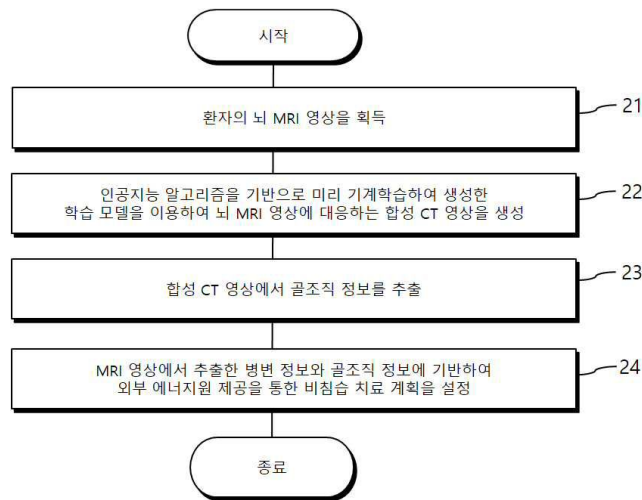 시작
환자의 뇌 MRI 영상을 획득
21
인공지능 알고리즘을 기반으로 미리 기계학습하여 생성한
학습 모델을 이용하여 뇌 MRI 영상에 대응하는 합성 CT 영상을 생성
22
합성 CT 영상에서 골조직 정보를 추출
23
MRI 영상에서 추출한 병변 정보와 골조직 정보에 기반하여
외부 에너지원 제공을 통한 비침습 치료 계획을 설정
24
종료